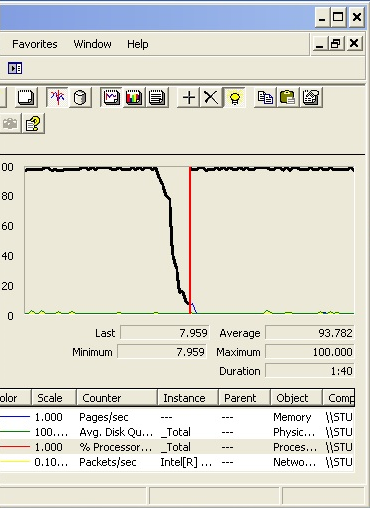 Favorites Window Help
00
80
60
40
20
0
Last 7.959 Average 93.782
Minimum 7.959 Maximum 100.000
Duration 1:40
olor Scale Counter Instance Parent Object Comp
1.000 Pages/sec --- --- Memory \\STU
100.... Avg. Disk Qu... _Total --- Physic... \\STU
1.000 % Processor... _Total --- Proces... \\STU
0.10... Packets/sec Intel[R] ... --- Netwo... \\STU